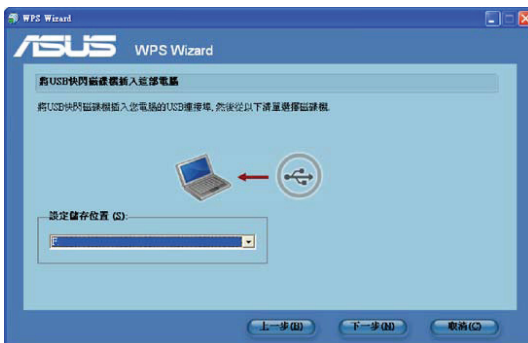 WPS Wizard
ASUS WPS Wizard
將USB快閃磁碟機插入這部電腦
將USB快閃磁碟機插入您電腦的USB連接埠, 然後從以下清單選擇磁碟機.
設定儲存位置 (S):
上一步(B)
下一步(N)
取消(C)